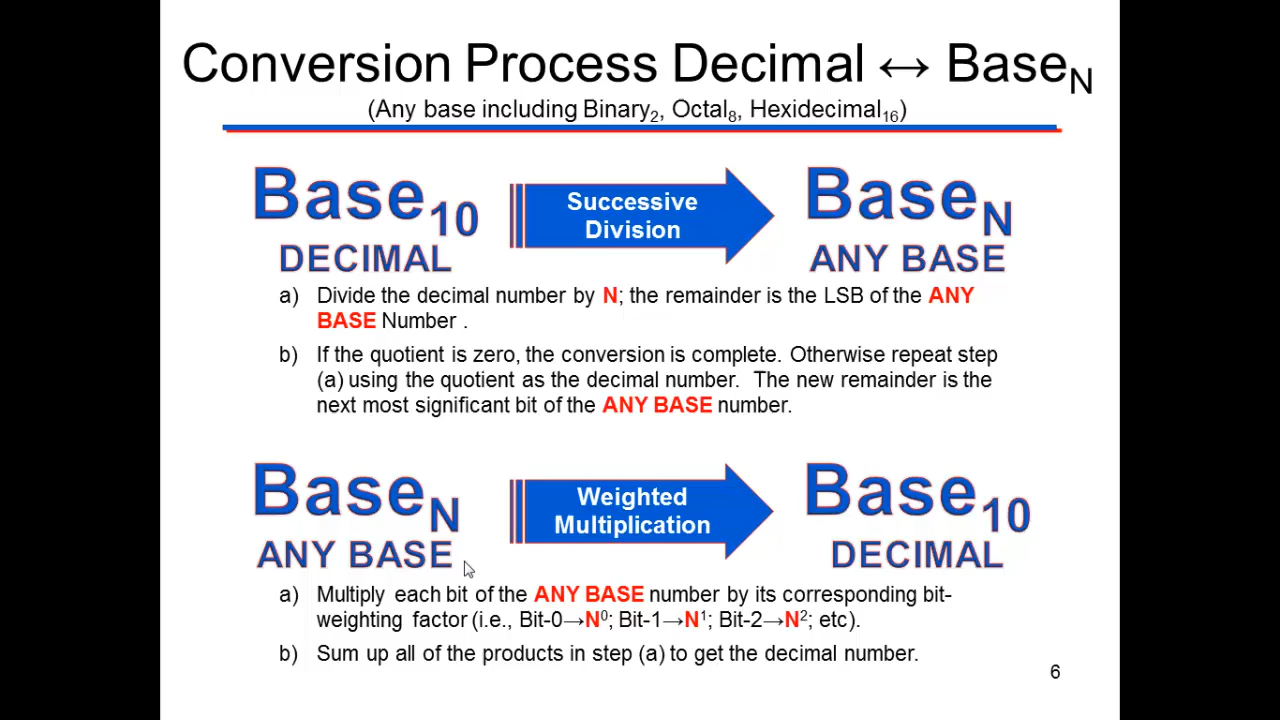 Conversion Process Decimal ↔ Base_N
(Any base including Binary₂, Octal₈, Hexidecimal₁₆)
Base₁₀ Successive Base_N
DECIMAL Division ANY BASE
a) Divide the decimal number by N; the remainder is the LSB of the ANY
BASE Number .
b) If the quotient is zero, the conversion is complete. Otherwise repeat step
(a) using the quotient as the decimal number. The new remainder is the
next most significant bit of the ANY BASE number.
Base_N Weighted Base₁₀
ANY BASE Multiplication DECIMAL
a) Multiply each bit of the ANY BASE number by its corresponding bit-
weighting factor (i.e., Bit-0→N⁰; Bit-1→N¹; Bit-2→N²; etc).
b) Sum up all of the products in step (a) to get the decimal number.
6